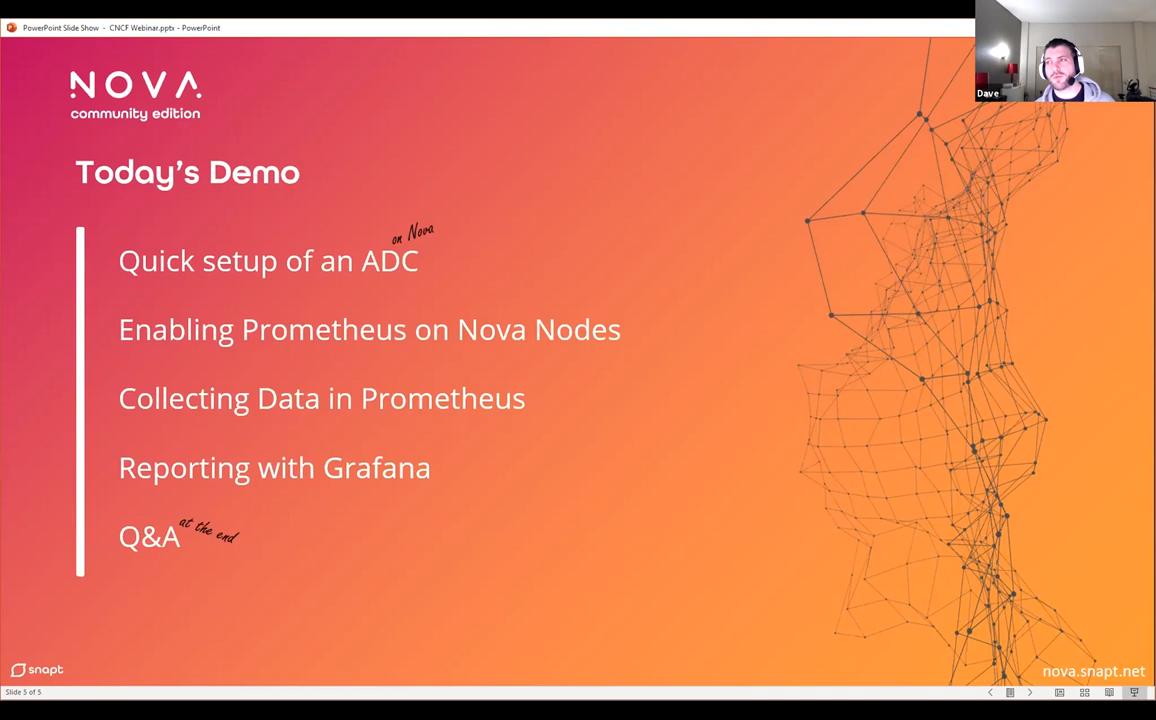 PowerPoint Slide Show - CNCF Webinar.pptx - PowerPoint
Dave
NOVA
community edition
Today's Demo
on Nova
Quick setup of an ADC
Enabling Prometheus on Nova Nodes
Collecting Data in Prometheus
Reporting with Grafana
Q&A at the end
snapt
nova.snapt.net
Slide 5 of 5